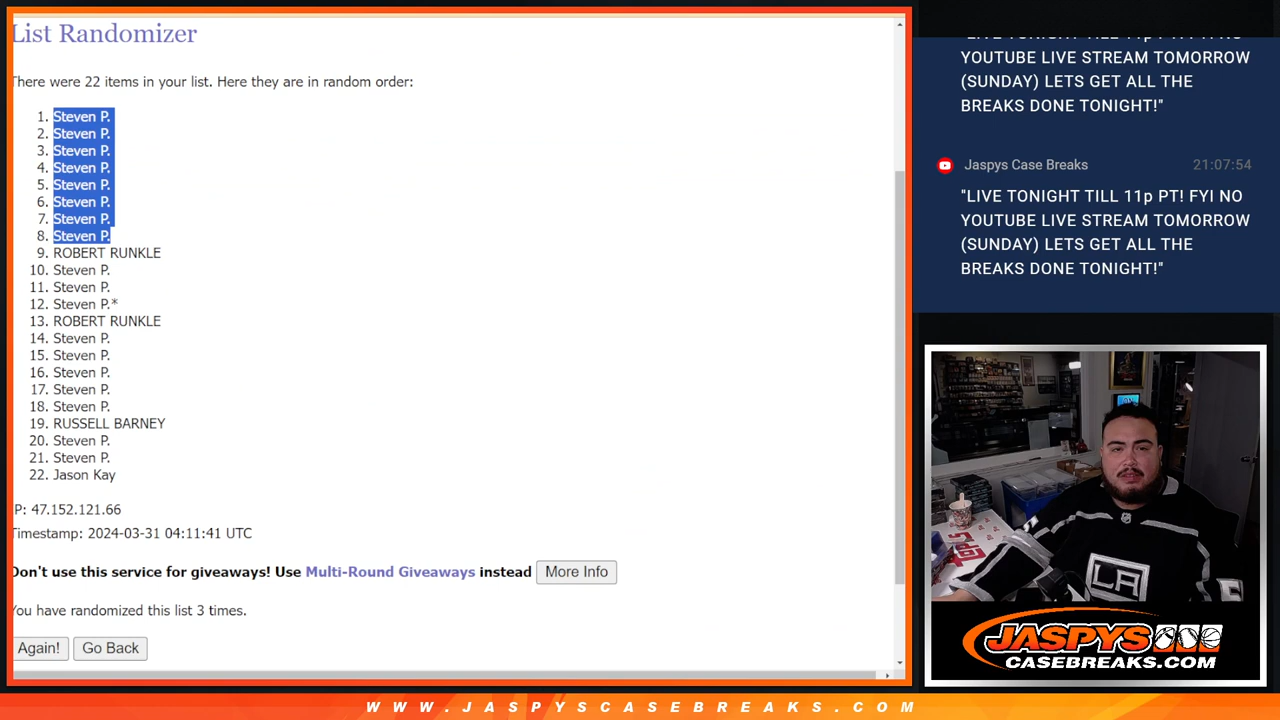 List Randomizer
There were 22 items in your list. Here they are in random order:
1. Steven P.
2. Steven P.
3. Steven P.
4. Steven P.
5. Steven P.
6. Steven P.
7. Steven P.
8. Steven P.
9. ROBERT RUNKLE
10. Steven P.
11. Steven P.
12. Steven P.*
13. ROBERT RUNKLE
14. Steven P.
15. Steven P.
16. Steven P.
17. Steven P.
18. Steven P.
19. RUSSELL BARNEY
20. Steven P.
21. Steven P.
22. Jason Kay
P: 47.152.121.66
Timestamp: 2024-03-31 04:11:41 UTC
Don't use this service for giveaways! Use Multi-Round Giveaways instead More Info
You have randomized this list 3 times.
Again! Go Back
YOUTUBE LIVE STREAM TOMORROW
(SUNDAY) LETS GET ALL THE
BREAKS DONE TONIGHT!"
Jaspys Case Breaks 21:07:54
"LIVE TONIGHT TILL 11p PT! FYI NO
YOUTUBE LIVE STREAM TOMORROW
(SUNDAY) LETS GET ALL THE
BREAKS DONE TONIGHT!"
LA
JASPYS
CASEBREAKS.COM
WWW.JASPYSCASEBREAKS.COM